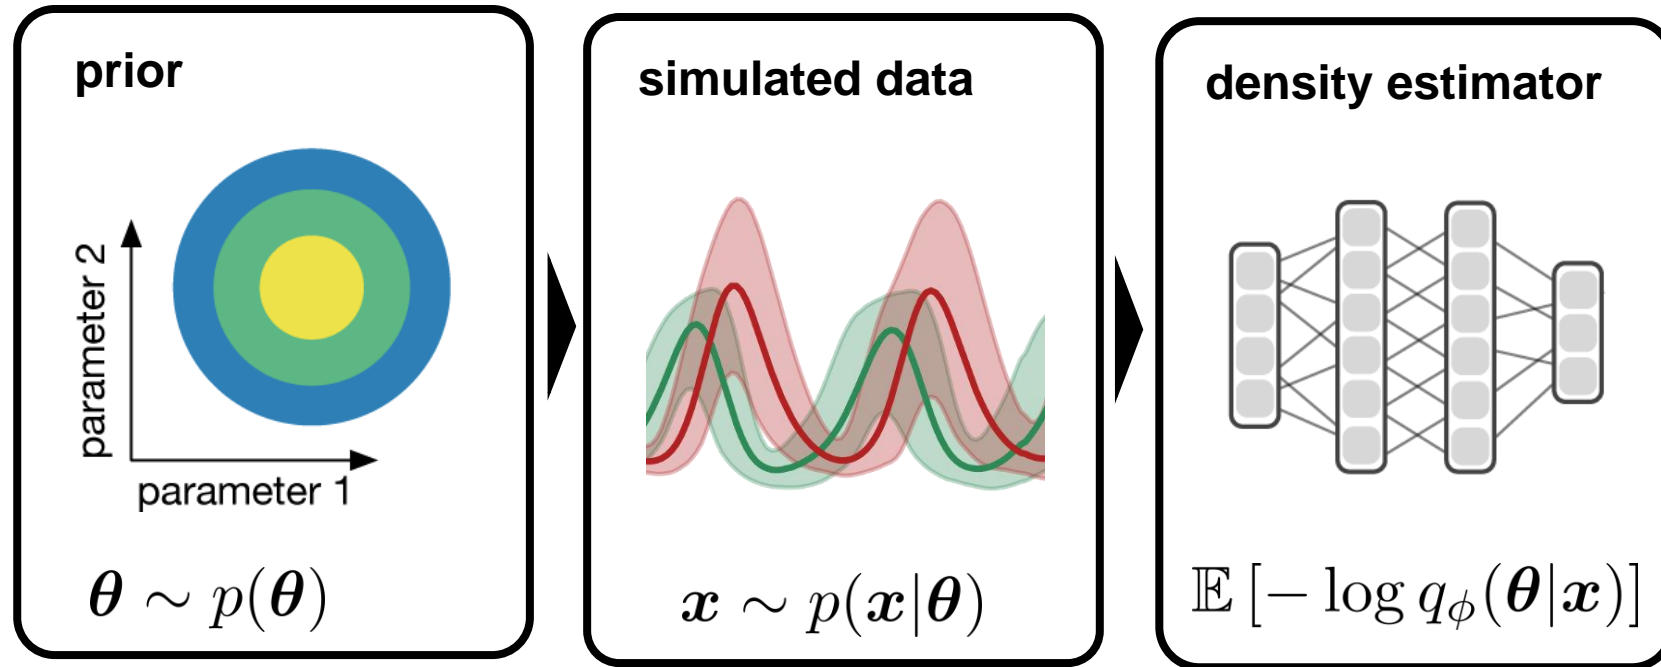 prior
parameter 2
parameter 1
θ ∼ p(θ)
simulated data
x ∼ p(x|θ)
density estimator
𝔼 [− log q_ϕ(θ|x)]